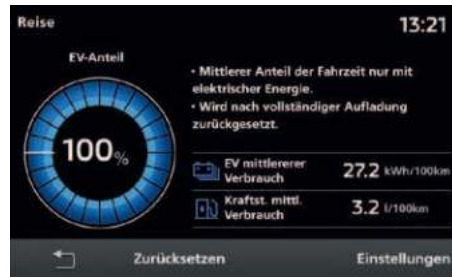 Reise
13:21
EV-Anteil
100%
• Mittlerer Anteil der Fahrzeit nur mit
elektrischer Energie.
• Wird nach vollständiger Aufladung
zurückgesetzt.
EV mittlererer
Verbrauch
27.2 kWh/100km
Kraftst. mittl.
Verbrauch
3.2 l/100km
Zurücksetzen
Einstellungen